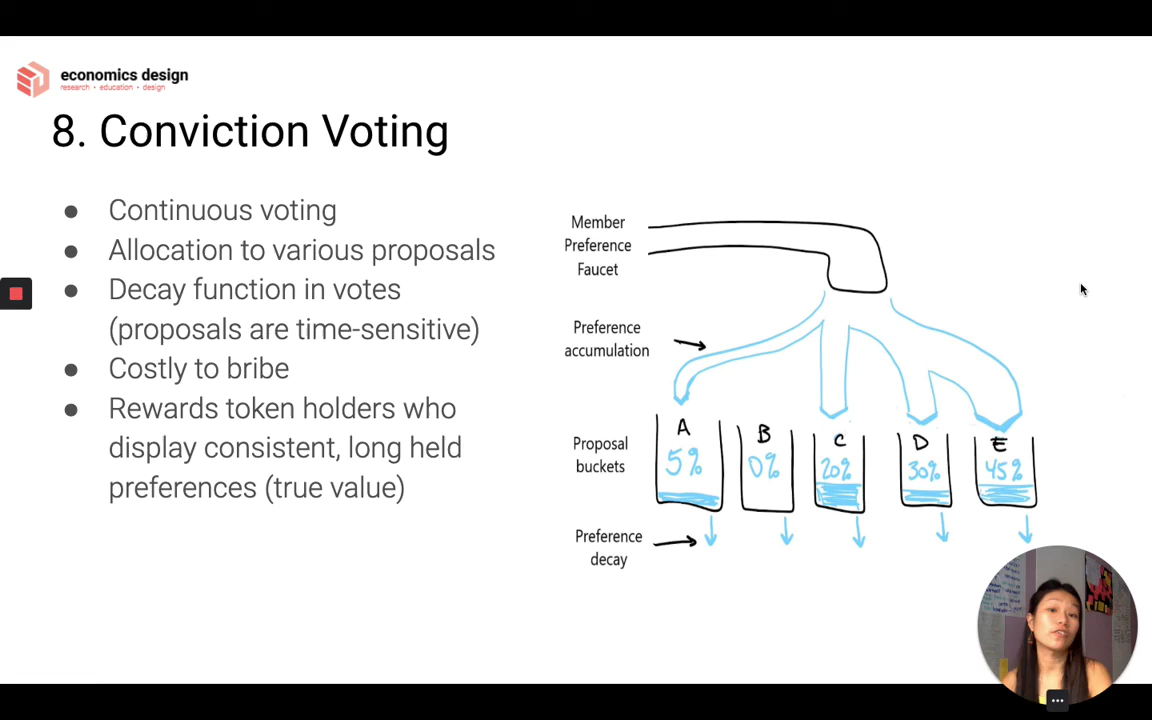 economics design
research • education • design
8. Conviction Voting
● Continuous voting
● Allocation to various proposals
● Decay function in votes
(proposals are time-sensitive)
● Costly to bribe
● Rewards token holders who
display consistent, long held
preferences (true value)
Member
Preference
Faucet
Preference
accumulation
Proposal
buckets
A
5%
B
0%
C
20%
D
30%
E
45%
Preference
decay